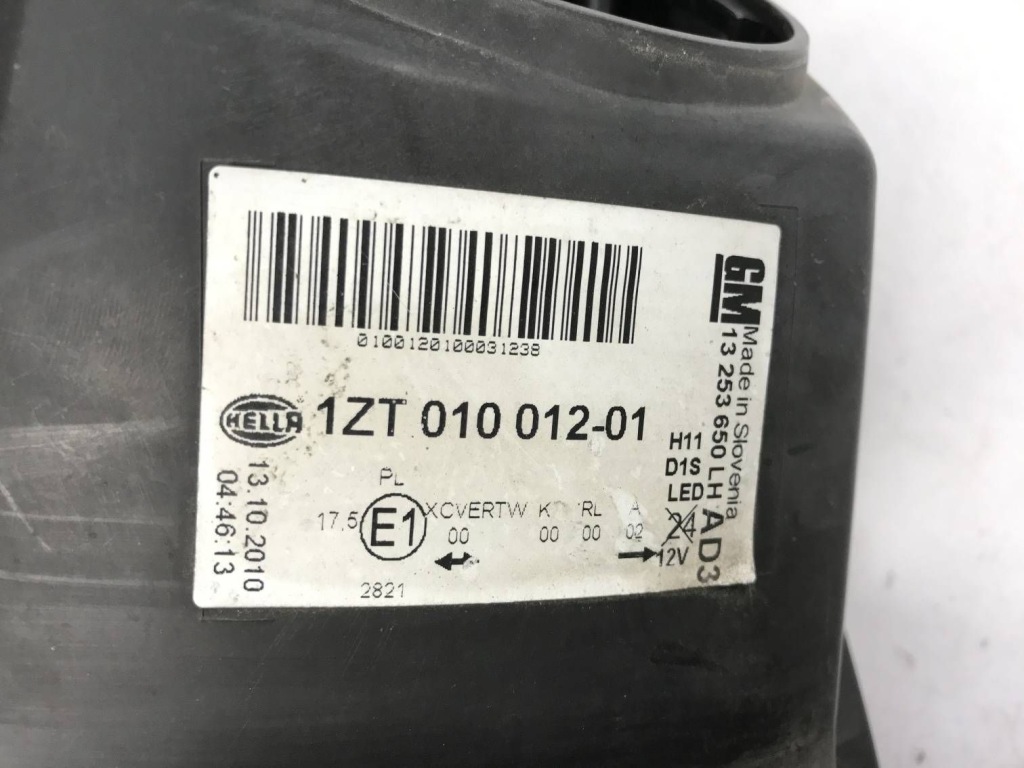 0100120100031238
HELLA 1ZT 010 012-01
13.10.2010
04:46:13
PL
17.5 E1 XCVERTW K RL A
00 00 00 02
2821
H11
D1S
LED
24
12V
GM
Made in Slovenia
13 253 650 LH AD3